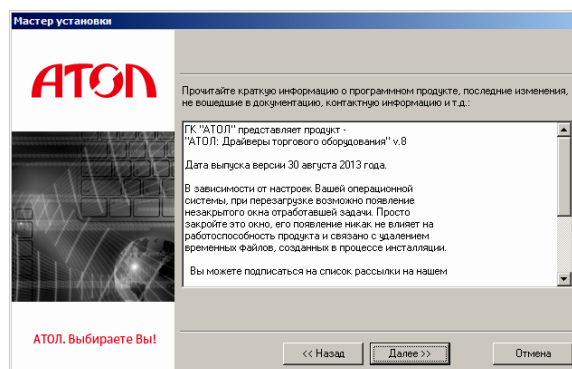 Мастер установки
АТОЛ
Прочитайте краткую информацию о программном продукте, последние изменения,
не вошедшие в документацию, контактную информацию и т.д.:
ГК "АТОЛ" представляет продукт -
"АТОЛ: Драйверы торгового оборудования" v.8
Дата выпуска версии 30 августа 2013 года.
В зависимости от настроек Вашей операционной
системы, при перезагрузке возможно появление
незакрытого окна отработавшей задачи. Просто
закройте это окно, его появление никак не влияет на
работоспособность продукта и связано с удалением
временных файлов, созданных в процессе инсталляции.
Вы можете подписаться на список рассылки на нашем
АТОЛ. Выбираете Вы!
<< Назад
Далее >>
Отмена